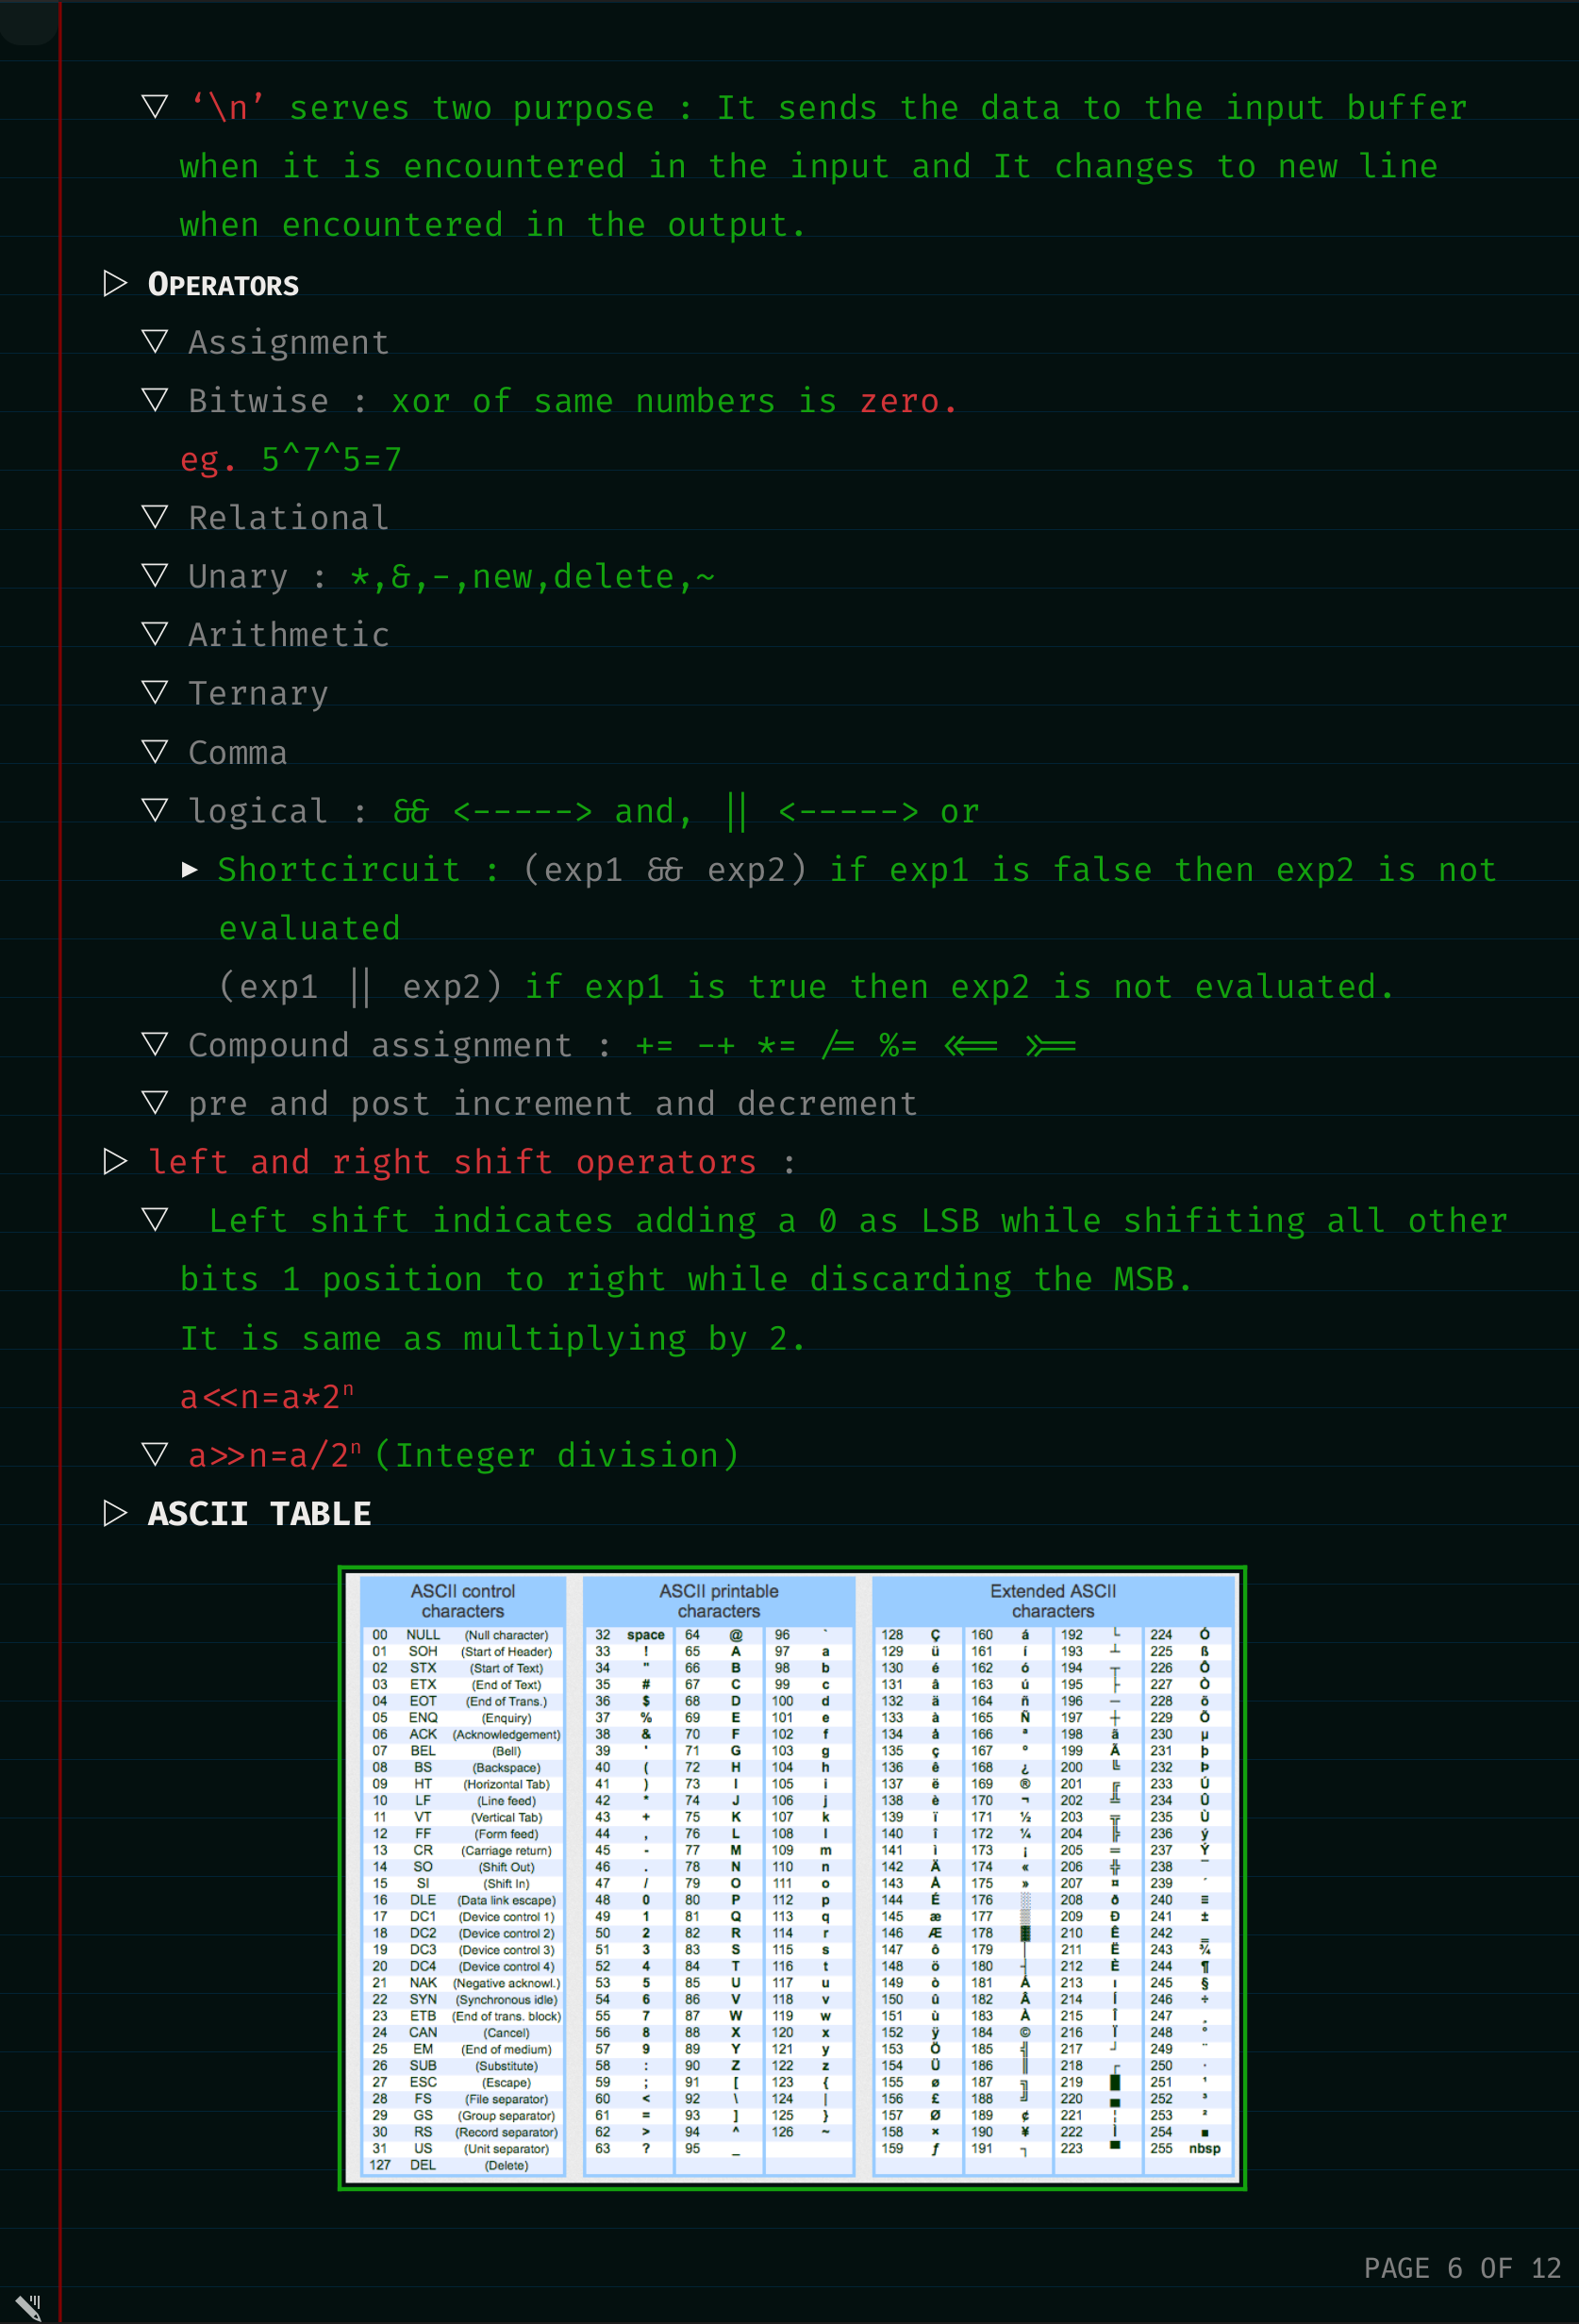 ▽ ‘\n’ serves two purpose : It sends the data to the input buffer
when it is encountered in the input and It changes to new line
when encountered in the output.
▷ OPERATORS
▽ Assignment
▽ Bitwise : xor of same numbers is zero.
eg. 5^7^5=7
▽ Relational
▽ Unary : *,&,-,new,delete,~
▽ Arithmetic
▽ Ternary
▽ Comma
▽ logical : && <-----> and, || <-----> or
▶ Shortcircuit : (exp1 && exp2) if exp1 is false then exp2 is not
evaluated
(exp1 || exp2) if exp1 is true then exp2 is not evaluated.
▽ Compound assignment : += -+ *= /= %= <<= >>=
▽ pre and post increment and decrement
▷ left and right shift operators :
▽ Left shift indicates adding a 0 as LSB while shifiting all other
bits 1 position to right while discarding the MSB.
It is same as multiplying by 2.
a<<n=a*2ⁿ
▽ a>>n=a/2ⁿ (Integer division)
▷ ASCII TABLE
ASCII control characters
ASCII printable characters
Extended ASCII characters
00 NULL (Null character) 32 space 64 @ 96 ` 128 Ç 160 á 192 └ 224 Ó
01 SOH (Start of Header) 33 ! 65 A 97 a 129 ü 161 í 193 ┴ 225 ß
02 STX (Start of Text) 34 " 66 B 98 b 130 é 162 ó 194 ┬ 226 Ô
03 ETX (End of Text) 35 # 67 C 99 c 131 â 163 ú 195 ├ 227 Ò
04 EOT (End of Trans.) 36 $ 68 D 100 d 132 ä 164 ñ 196 ─ 228 õ
05 ENQ (Enquiry) 37 % 69 E 101 e 133 à 165 Ñ 197 ┼ 229 Õ
06 ACK (Acknowledgement) 38 & 70 F 102 f 134 å 166 ª 198 ã 230 µ
07 BEL (Bell) 39 ' 71 G 103 g 135 ç 167 º 199 Ã 231 þ
08 BS (Backspace) 40 ( 72 H 104 h 136 ê 168 ¿ 200 ╚ 232 Þ
09 HT (Horizontal Tab) 41 ) 73 I 105 i 137 ë 169 ® 201 ╔ 233 Ú
10 LF (Line feed) 42 * 74 J 106 j 138 è 170 ¬ 202 ╩ 234 Û
11 VT (Vertical Tab) 43 + 75 K 107 k 139 ï 171 ½ 203 ╦ 235 Ù
12 FF (Form feed) 44 , 76 L 108 l 140 î 172 ¼ 204 ╠ 236 ý
13 CR (Carriage return) 45 - 77 M 109 m 141 ì 173 ¡ 205 ═ 237 Ý
14 SO (Shift Out) 46 . 78 N 110 n 142 Ä 174 « 206 ╬ 238 ¯
15 SI (Shift In) 47 / 79 O 111 o 143 Å 175 » 207 ¤ 239 ´
16 DLE (Data link escape) 48 0 80 P 112 p 144 É 176 ░ 208 ð 240 ≡
17 DC1 (Device control 1) 49 1 81 Q 113 q 145 æ 177 ▒ 209 Ð 241 ±
18 DC2 (Device control 2) 50 2 82 R 114 r 146 Æ 178 ▓ 210 Ê 242 ‗
19 DC3 (Device control 3) 51 3 83 S 115 s 147 ô 179 │ 211 Ë 243 ¾
20 DC4 (Device control 4) 52 4 84 T 116 t 148 ö 180 ┤ 212 È 244 ¶
21 NAK (Negative acknowl.) 53 5 85 U 117 u 149 ò 181 Á 213 ı 245 §
22 SYN (Synchronous idle) 54 6 86 V 118 v 150 û 182 Â 214 Í 246 ÷
23 ETB (End of trans. block) 55 7 87 W 119 w 151 ù 183 À 215 Î 247 ¸
24 CAN (Cancel) 56 8 88 X 120 x 152 ÿ 184 © 216 Ï 248 °
25 EM (End of medium) 57 9 89 Y 121 y 153 Ö 185 ╣ 217 ┘ 249 ¨
26 SUB (Substitute) 58 : 90 Z 122 z 154 Ü 186 ║ 218 ┌ 250 ·
27 ESC (Escape) 59 ; 91 [ 123 { 155 ø 187 ╗ 219 █ 251 ¹
28 FS (File separator) 60 < 92 \ 124 | 156 £ 188 ╝ 220 ▄ 252 ³
29 GS (Group separator) 61 = 93 ] 125 } 157 Ø 189 ¢ 221 ¦ 253 ²
30 RS (Record separator) 62 > 94 ^ 126 ~ 158 × 190 ¥ 222 Ì 254 ■
31 US (Unit separator) 63 ? 95 _ 159 ƒ 191 ┐ 223 ▀ 255 nbsp
127 DEL (Delete)
PAGE 6 OF 12